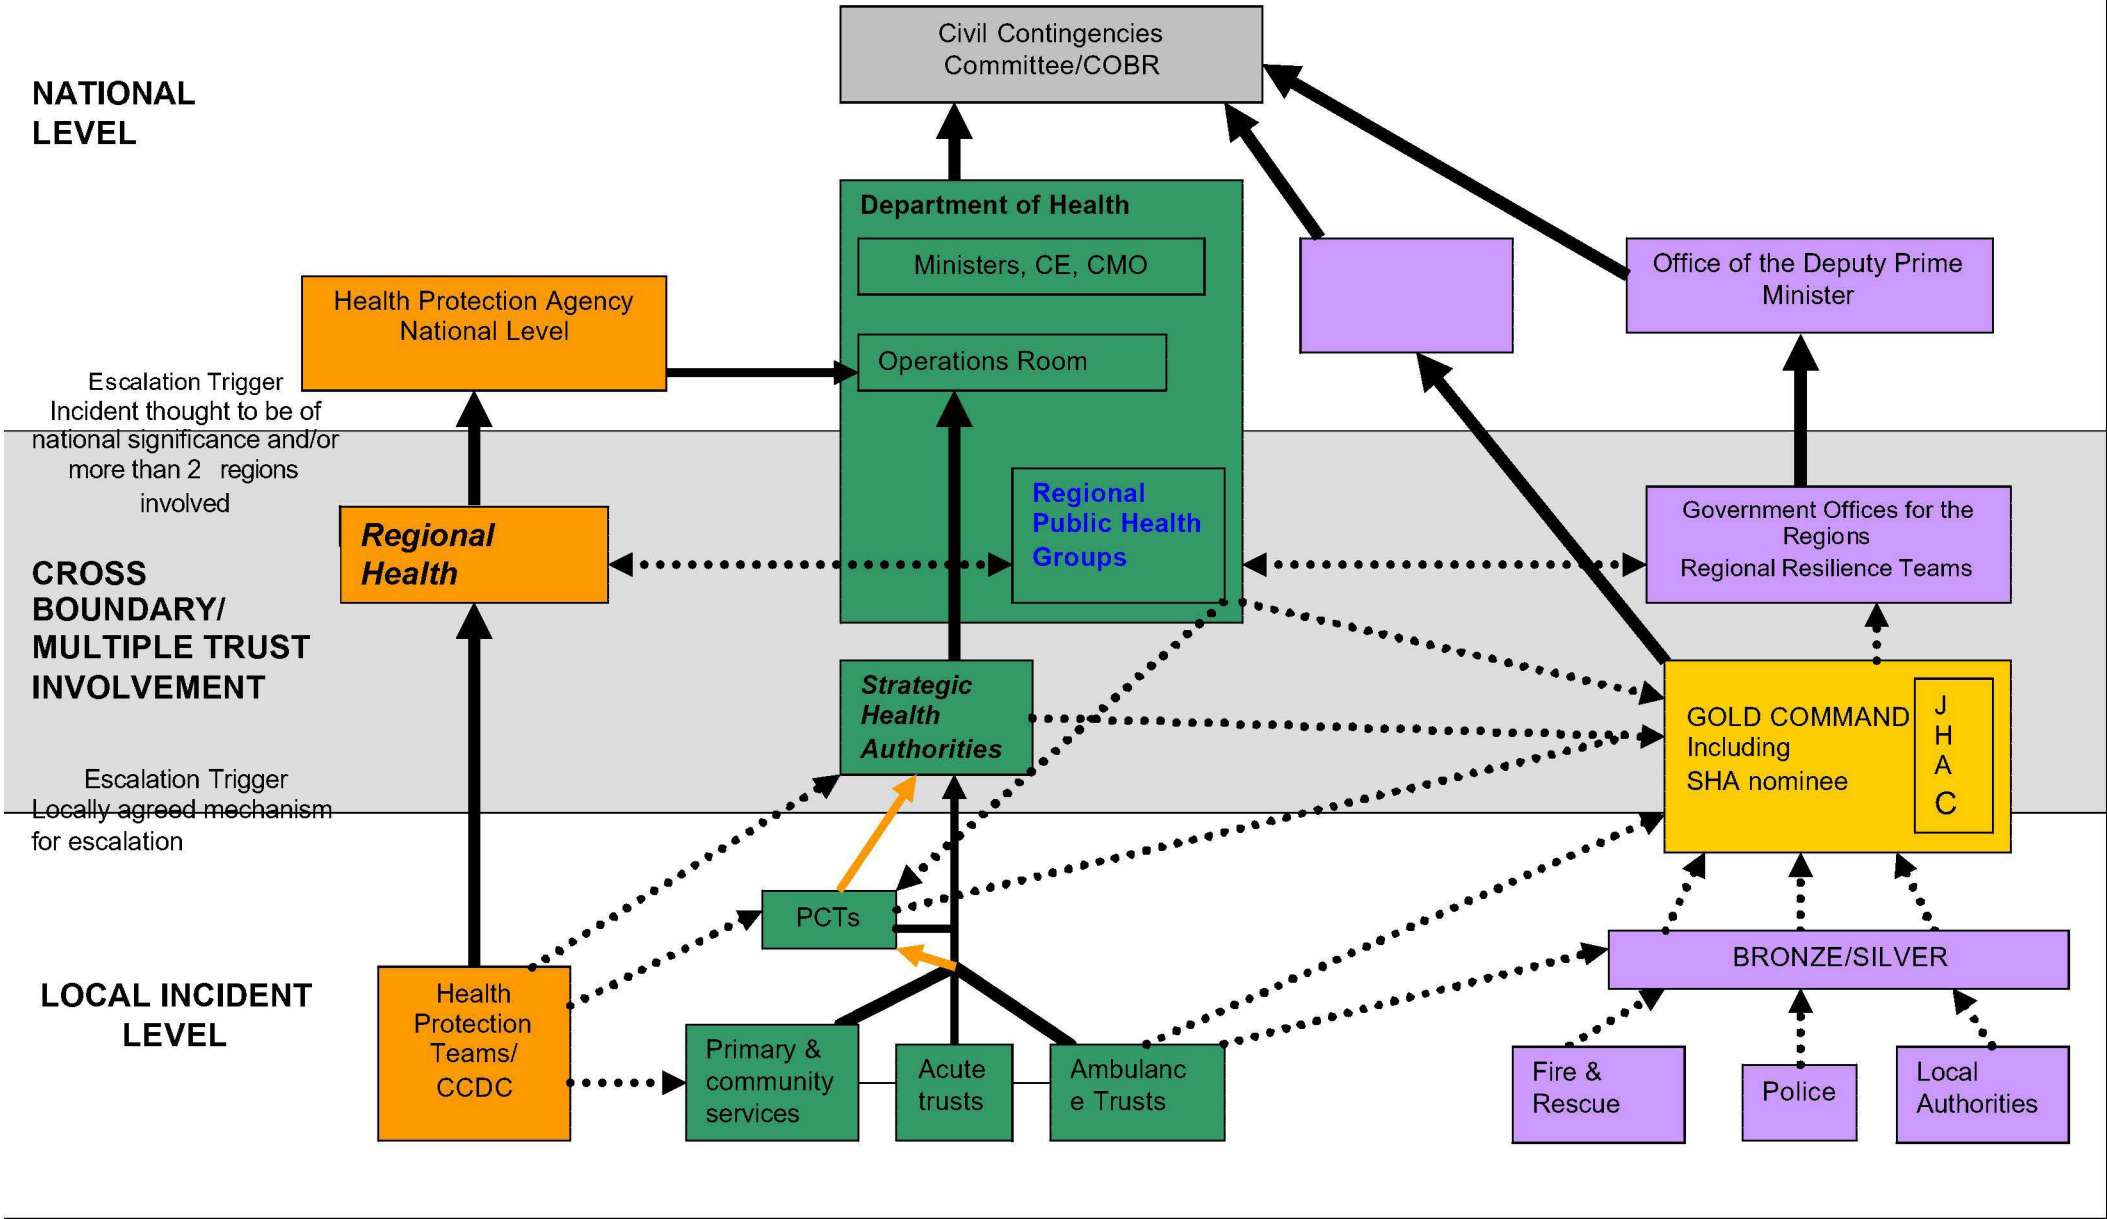 Civil Contingencies
Committee/COBR
NATIONAL
LEVEL
Department of Health
Ministers, CE, CMO
Operations Room
Office of the Deputy Prime
Minister
Health Protection Agency
National Level
Escalation Trigger
Incident thought to be of
national significance and/or
more than 2 regions
involved
Regional
Health
Regional
Public Health
Groups
Government Offices for the
Regions
Regional Resilience Teams
CROSS
BOUNDARY/
MULTIPLE TRUST
INVOLVEMENT
Strategic
Health
Authorities
GOLD COMMAND
Including
SHA nominee
J
H
A
C
Escalation Trigger
Locally agreed mechanism
for escalation
PCTs
BRONZE/SILVER
LOCAL INCIDENT
LEVEL
Health
Protection
Teams/
CCDC
Primary &
community
services
Acute
trusts
Ambulanc
e Trusts
Fire &
Rescue
Police
Local
Authorities